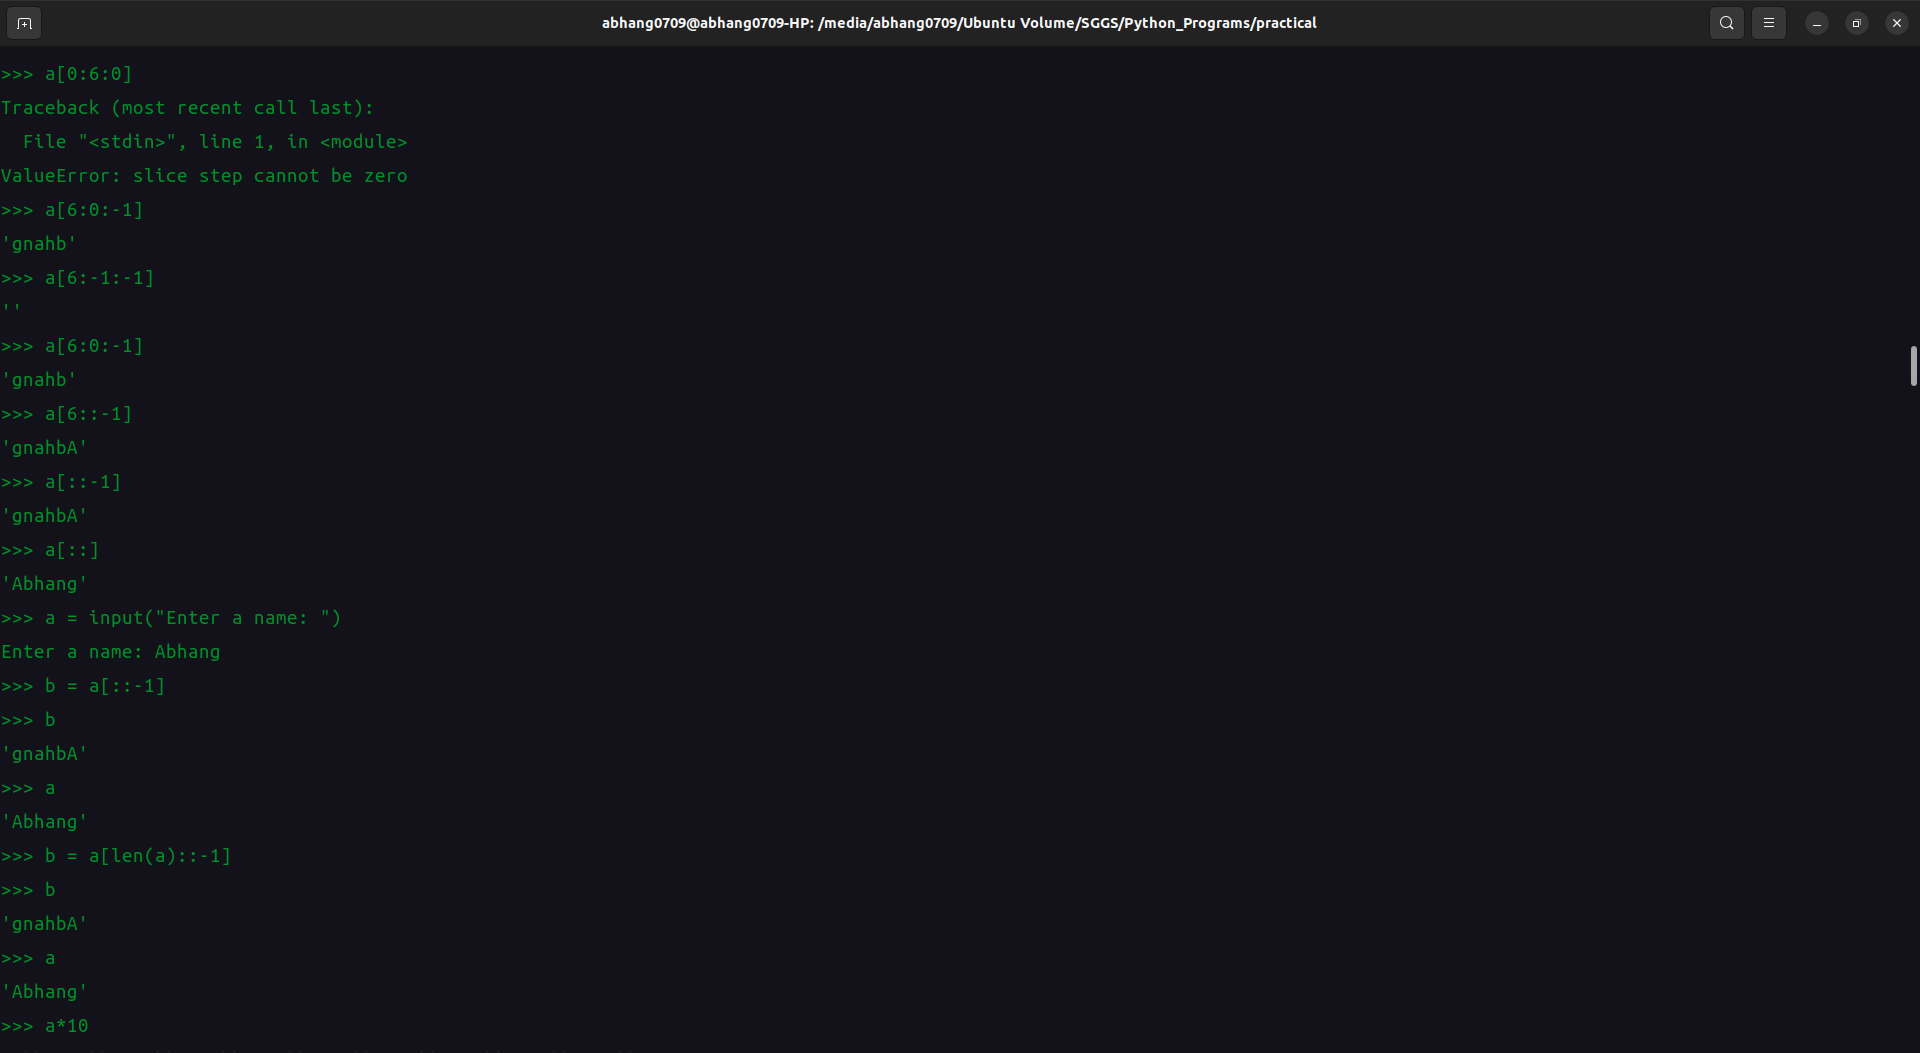 abhang0709@abhang0709-HP: /media/abhang0709/Ubuntu Volume/SGGS/Python_Programs/practical
>>> a[0:6:0]
Traceback (most recent call last):
  File "<stdin>", line 1, in <module>
ValueError: slice step cannot be zero
>>> a[6:0:-1]
'gnahb'
>>> a[6:-1:-1]
''
>>> a[6:0:-1]
'gnahb'
>>> a[6::-1]
'gnahbA'
>>> a[::-1]
'gnahbA'
>>> a[::]
'Abhang'
>>> a = input("Enter a name: ")
Enter a name: Abhang
>>> b = a[::-1]
>>> b
'gnahbA'
>>> a
'Abhang'
>>> b = a[len(a)::-1]
>>> b
'gnahbA'
>>> a
'Abhang'
>>> a*10